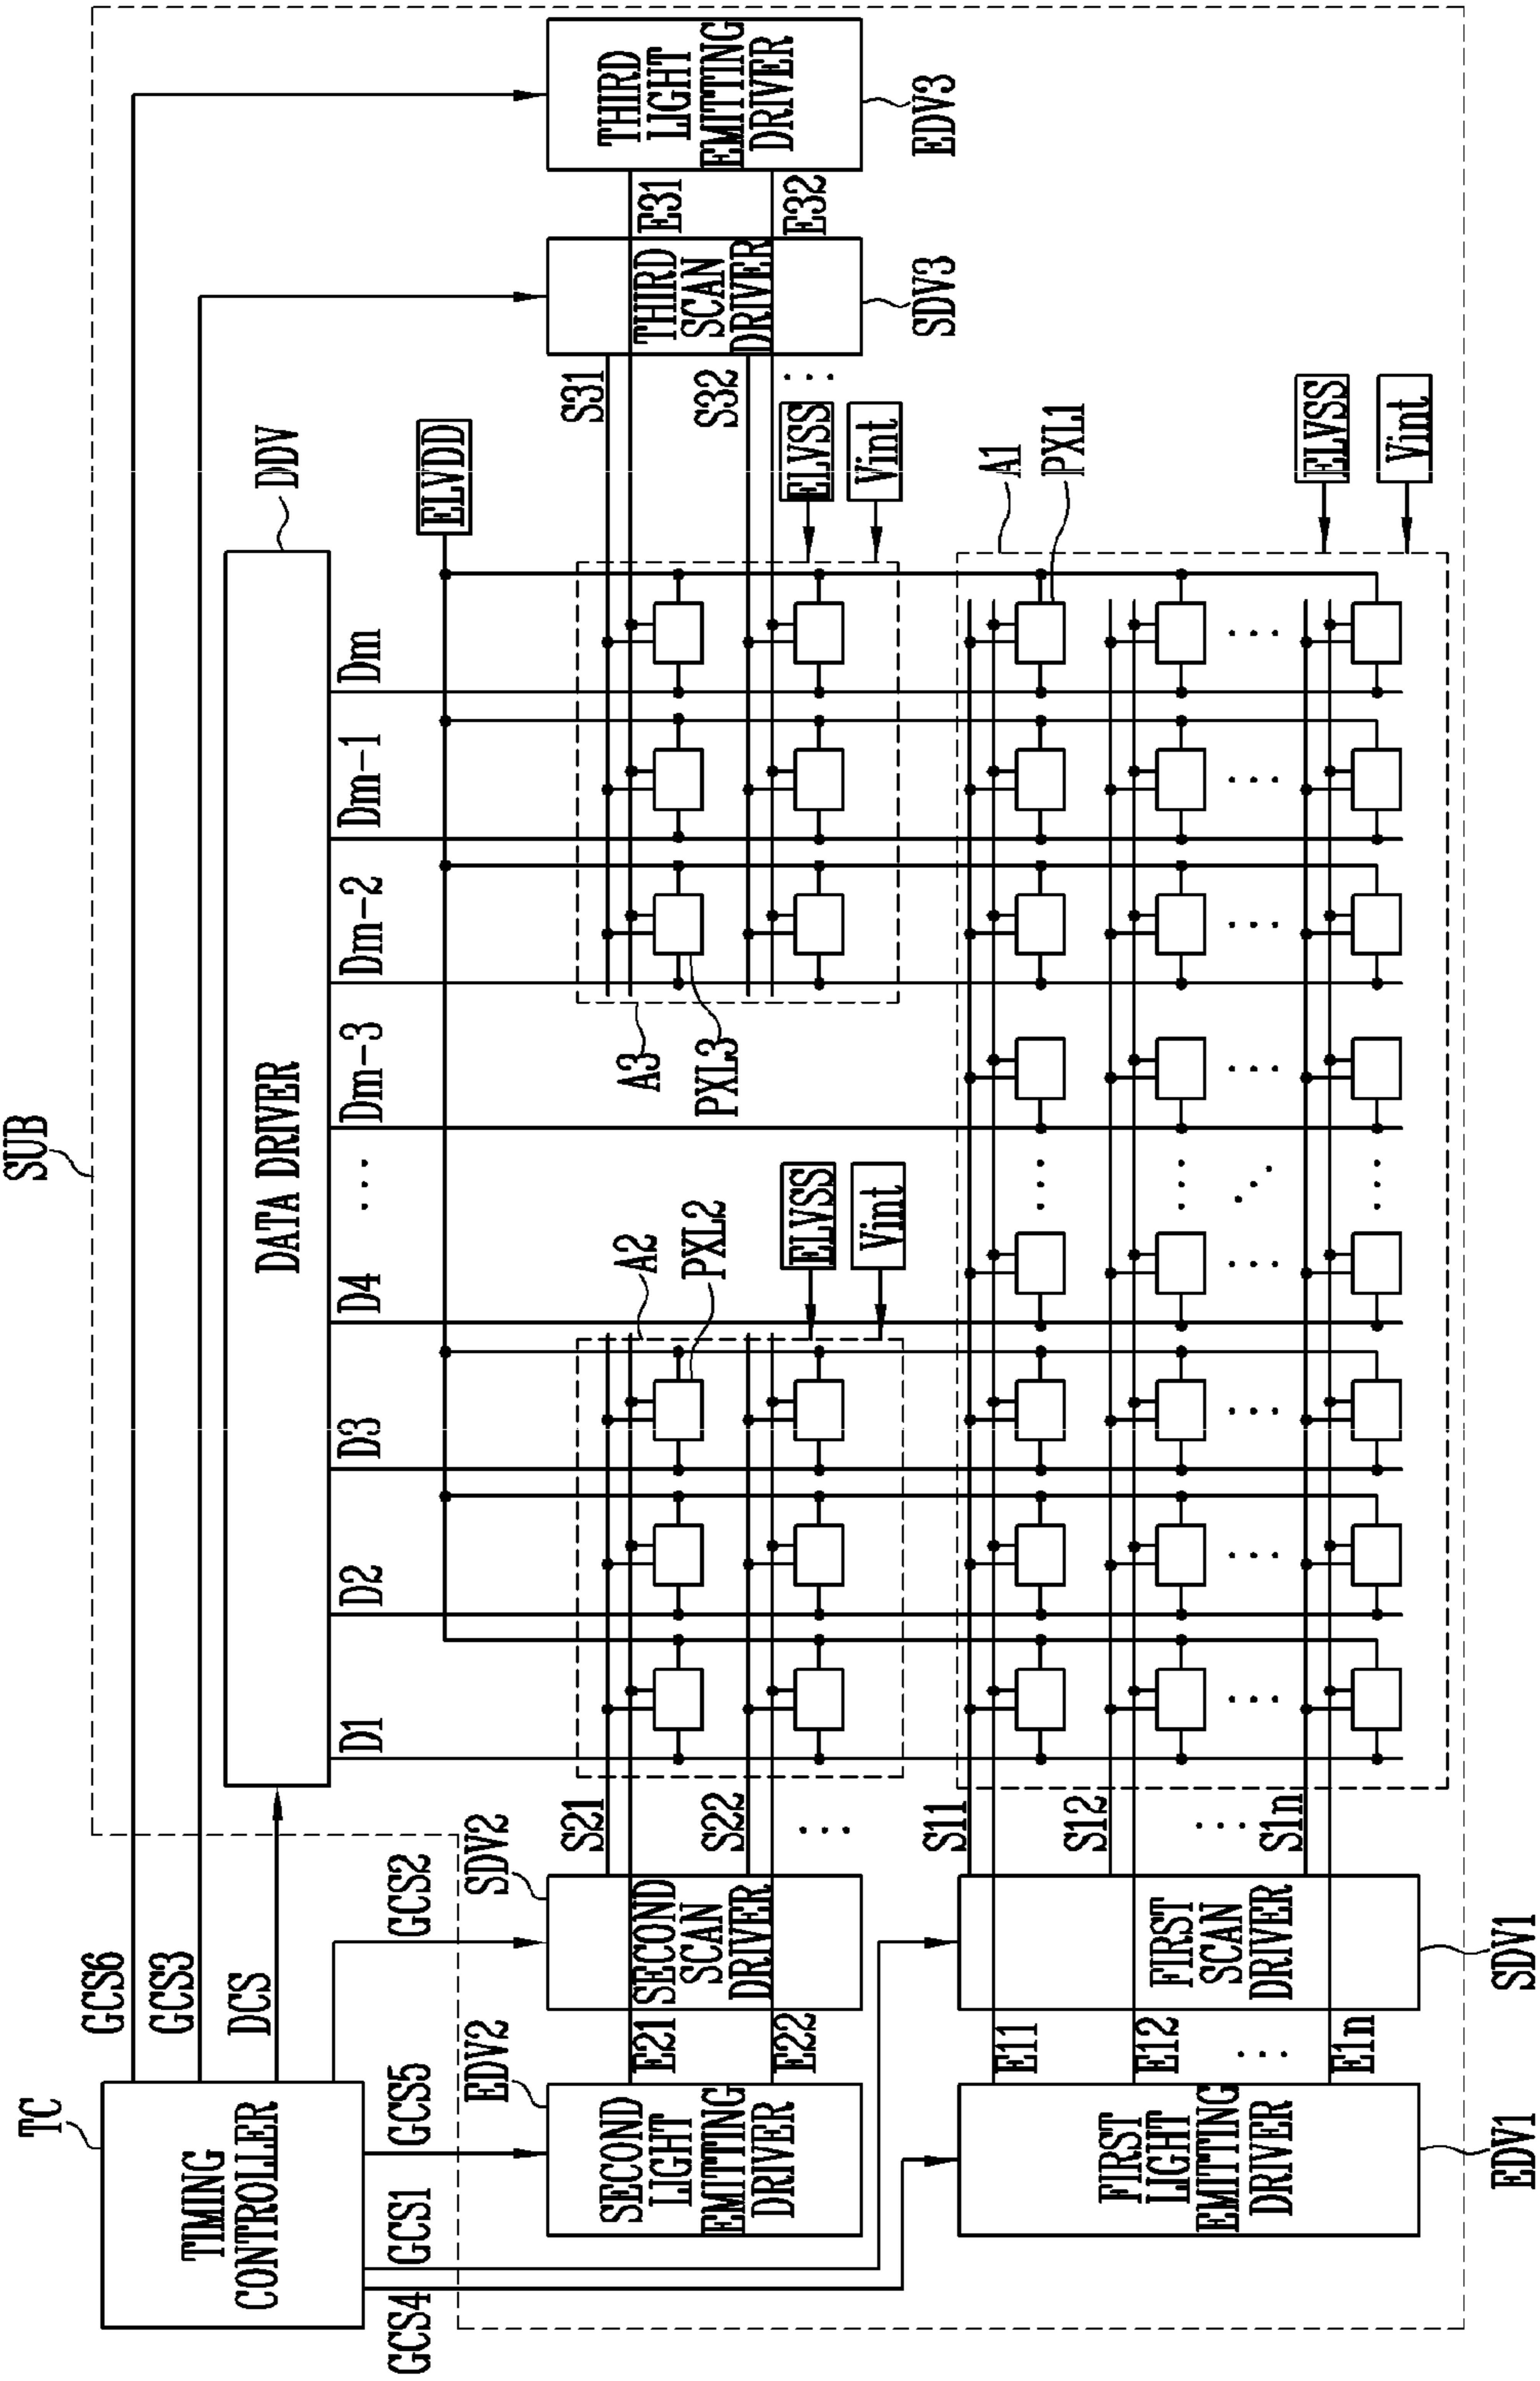 SUB
TC
TIMING
CONTROLLER
GCS6
GCS3
DCS
GCS2
GCS5
GCS1
GCS4
DATA DRIVER
DDV
D1
D2
D3
D4
...
Dm-3
Dm-2
Dm-1
Dm
ELVDD
SECOND
LIGHT
EMITTING
DRIVER
EDV2
E21
E22
SECOND
SCAN
DRIVER
SDV2
S21
S22
...
A2
PXL2
ELVSS
Vint
A3
PXL3
ELVSS
Vint
S31
S32
...
THIRD
SCAN
DRIVER
SDV3
E31
E32
THIRD
LIGHT
EMITTING
DRIVER
EDV3
FIRST
LIGHT
EMITTING
DRIVER
EDV1
E11
E12
...
E1n
FIRST
SCAN
DRIVER
SDV1
S11
S12
...
S1n
A1
PXL1
ELVSS
Vint